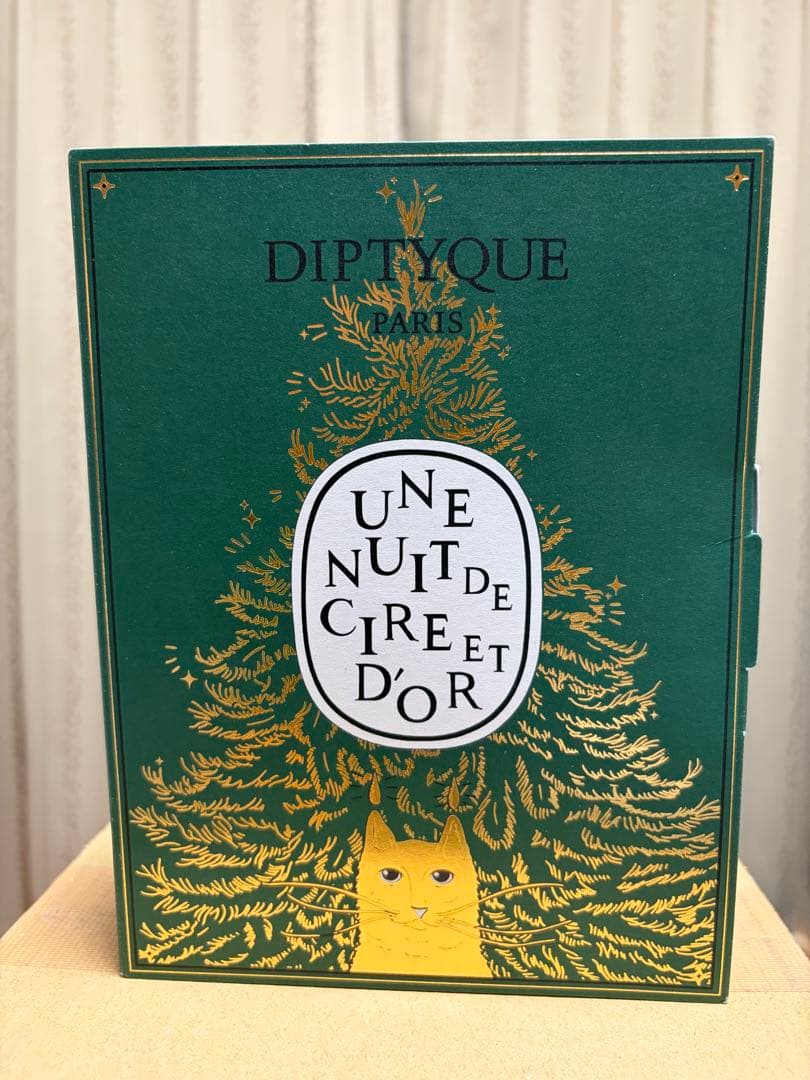 DIPTYQUE
PARIS
UNE
NUIT DE
CIRE ET
D'OR